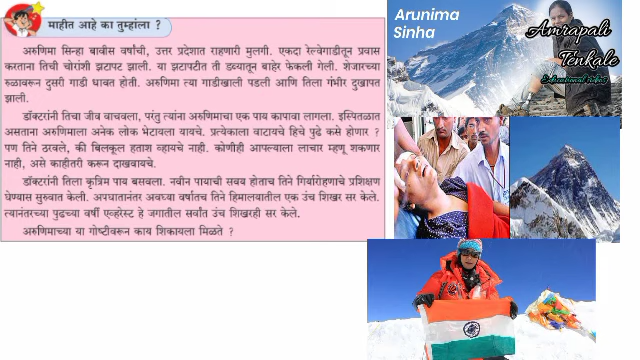 माहीत आहे का तुम्हांला ?
अरुणिमा सिन्हा बावीस वर्षांची, उत्तर प्रदेशात राहणारी मुलगी. एकदा रेल्वेगाडीतून प्रवास
करताना तिची चोरांशी झटापट झाली. या झटापटीत ती डब्यातून बाहेर फेकली गेली. शेजारच्या
रुळावरून दुसरी गाडी धावत होती. अरुणिमा त्या गाडीखाली पडली आणि तिला गंभीर दुखापत
झाली.
डॉक्टरांनी तिचा जीव वाचवला, परंतु त्यांना अरुणिमाचा एक पाय कापावा लागला. इस्पितळात
असताना अरुणिमाला अनेक लोक भेटायला यायचे. प्रत्येकाला वाटायचे हिचे पुढे कसे होणार ?
पण तिने ठरवले, की बिलकूल हताश व्हायचे नाही. कोणीही आपल्याला लाचार म्हणू शकणार
नाही, असे काहीतरी करून दाखवायचे.
डॉक्टरांनी तिला कृत्रिम पाय बसवला. नवीन पायाची सवय होताच तिने गिर्यारोहणाचे प्रशिक्षण
घेण्यास सुरुवात केली. अपघातानंतर अवघ्या वर्षातच तिने हिमालयातील एक उंच शिखर सर केले.
त्यानंतरच्या पुढच्या वर्षी एव्हरेस्ट हे जगातील सर्वांत उंच शिखरही सर केले.
अरुणिमाच्या या गोष्टीवरून काय शिकायला मिळते ?
Arunima
Sinha
Amrapali
Tenkale
Educational videos